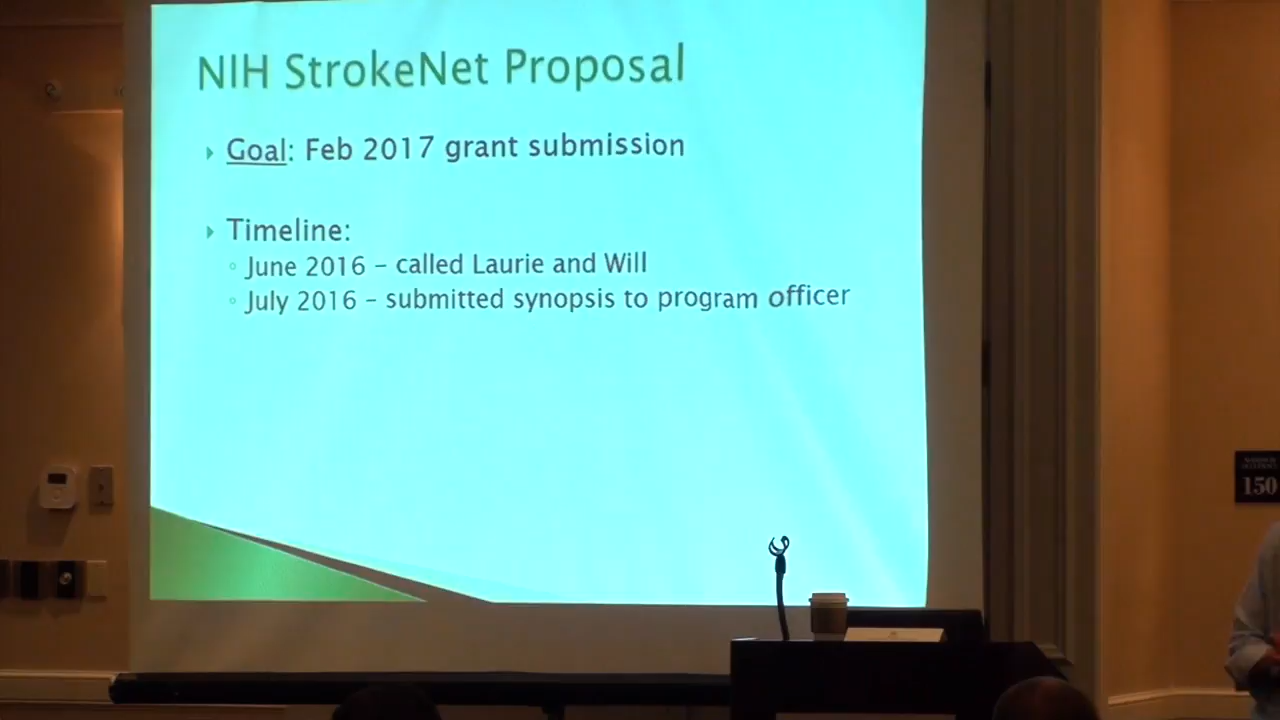 NIH StrokeNet Proposal
Goal: Feb 2017 grant submission
Timeline:
June 2016 – called Laurie and Will
July 2016 – submitted synopsis to program officer
150